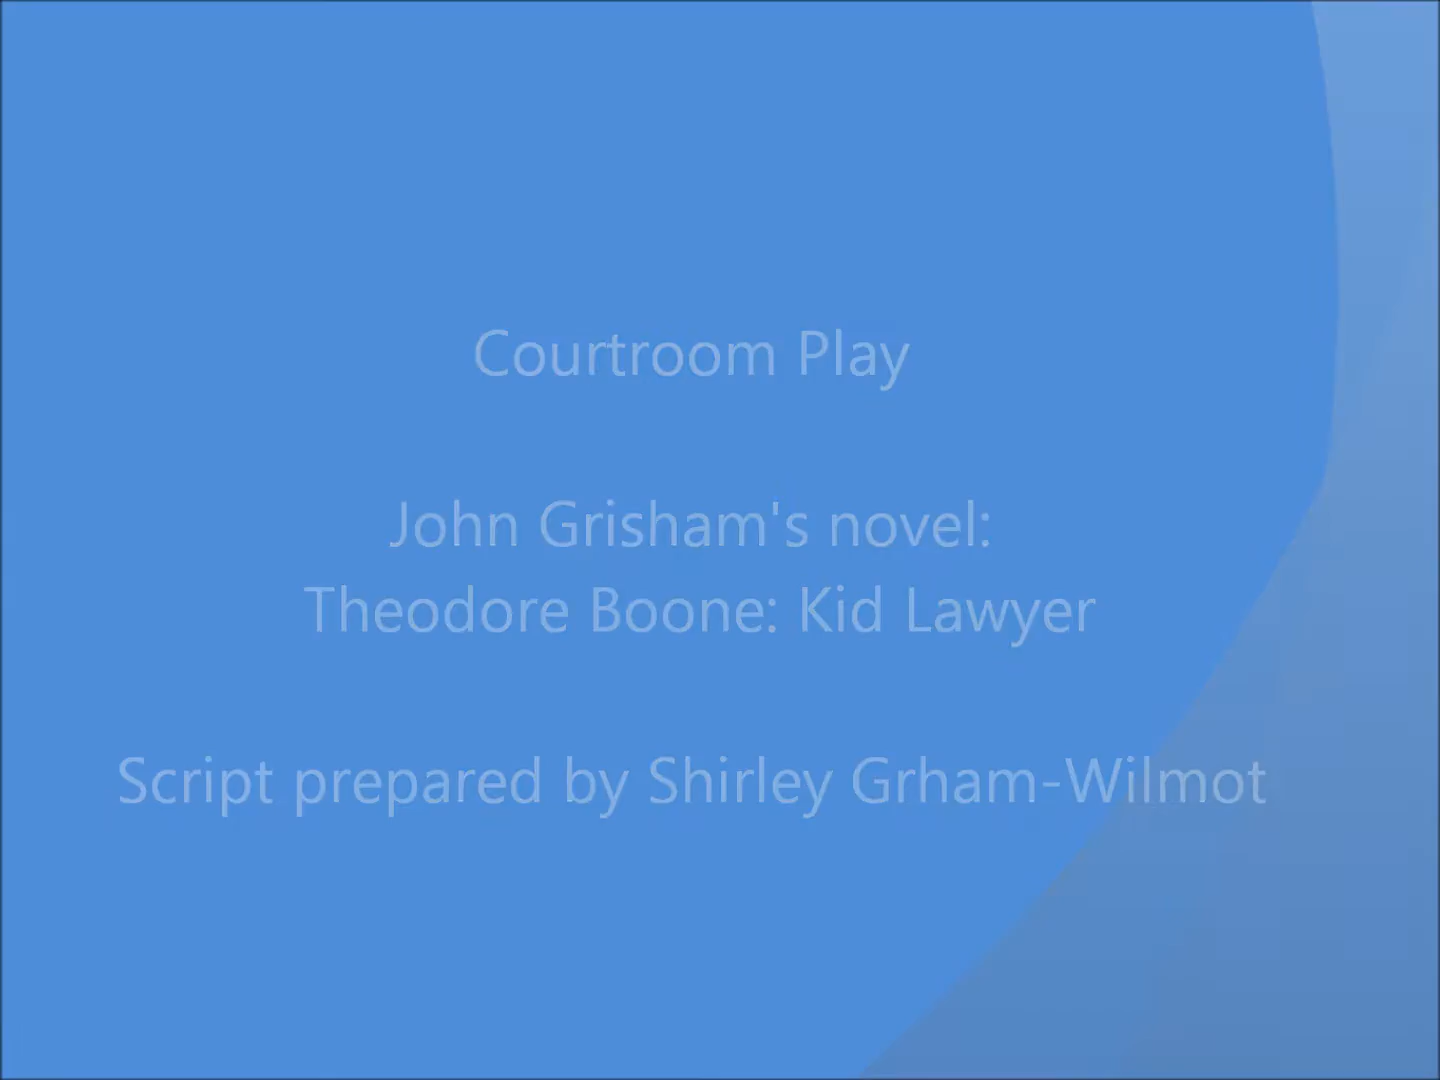 Courtroom Play
John Grisham's novel:
Theodore Boone: Kid Lawyer
Script prepared by Shirley Grham-Wilmot